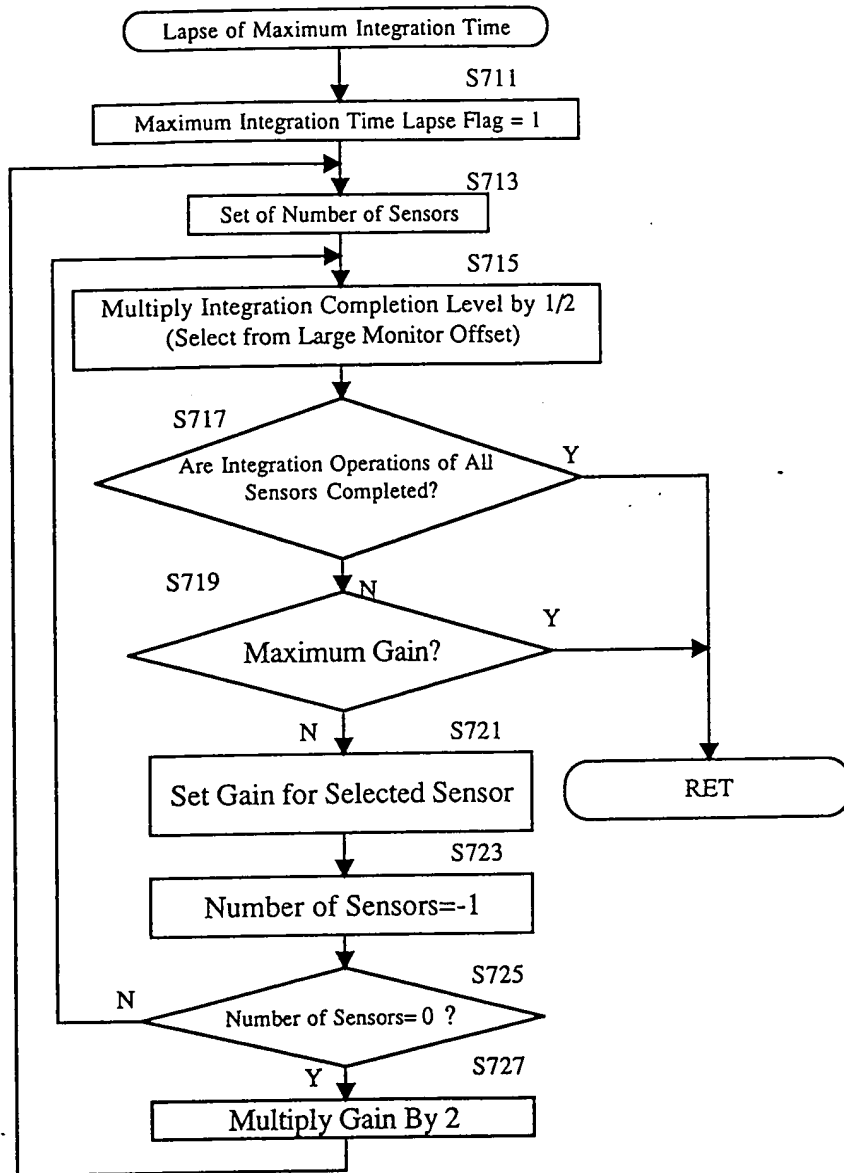 Lapse of Maximum Integration Time
S711
Maximum Integration Time Lapse Flag = 1
S713
Set of Number of Sensors
S715
Multiply Integration Completion Level by 1/2
(Select from Large Monitor Offset)
S717
Are Integration Operations of All
Sensors Completed?
Y
N
S719
Maximum Gain?
Y
N
S721
Set Gain for Selected Sensor
RET
S723
Number of Sensors=-1
S725
Number of Sensors= 0 ?
N
Y
S727
Multiply Gain By 2